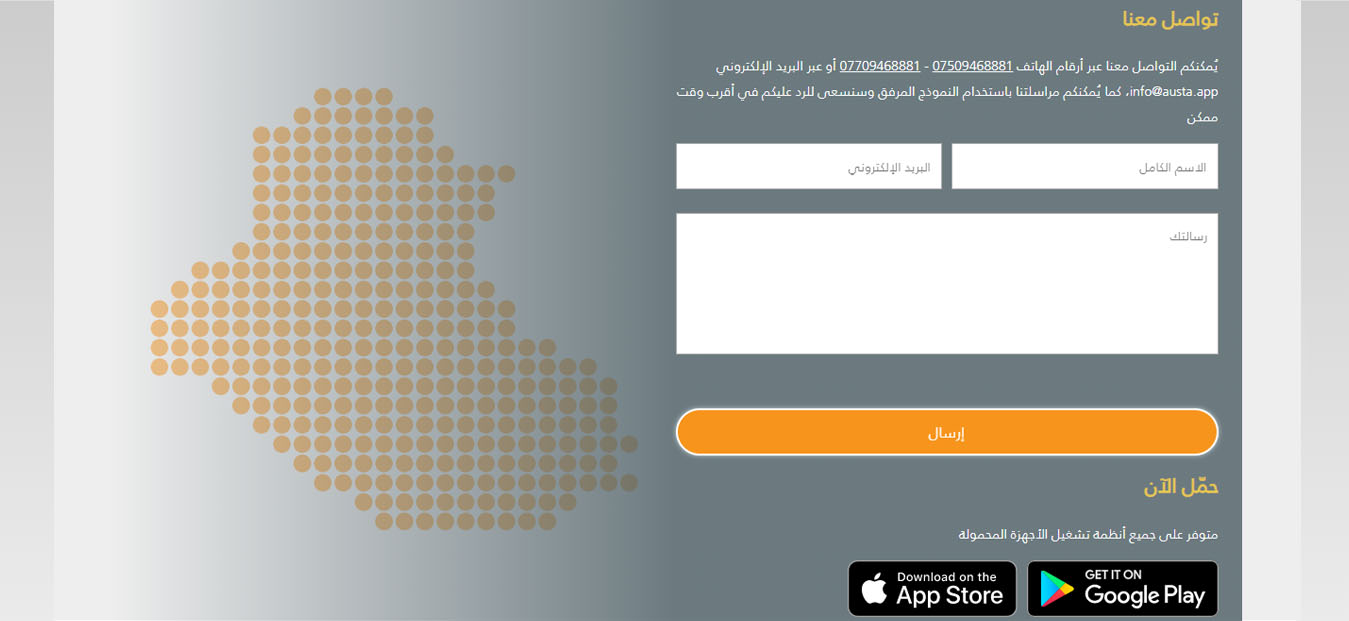 تواصل معنا
يُمكنكم التواصل معنا عبر أرقام الهاتف 07509468881 - 07709468881 أو عبر البريد الإلكتروني
info@austa.app، كما يُمكنكم مراسلتنا باستخدام النموذج المرفق وسنسعى للرد عليكم في أقرب وقت
ممكن
الاسم الكامل
البريد الإلكتروني
رسالتك
إرسال
حمّل الآن
متوفر على جميع أنظمة تشغيل الأجهزة المحمولة
GET IT ON
Google Play
Download on the
App Store